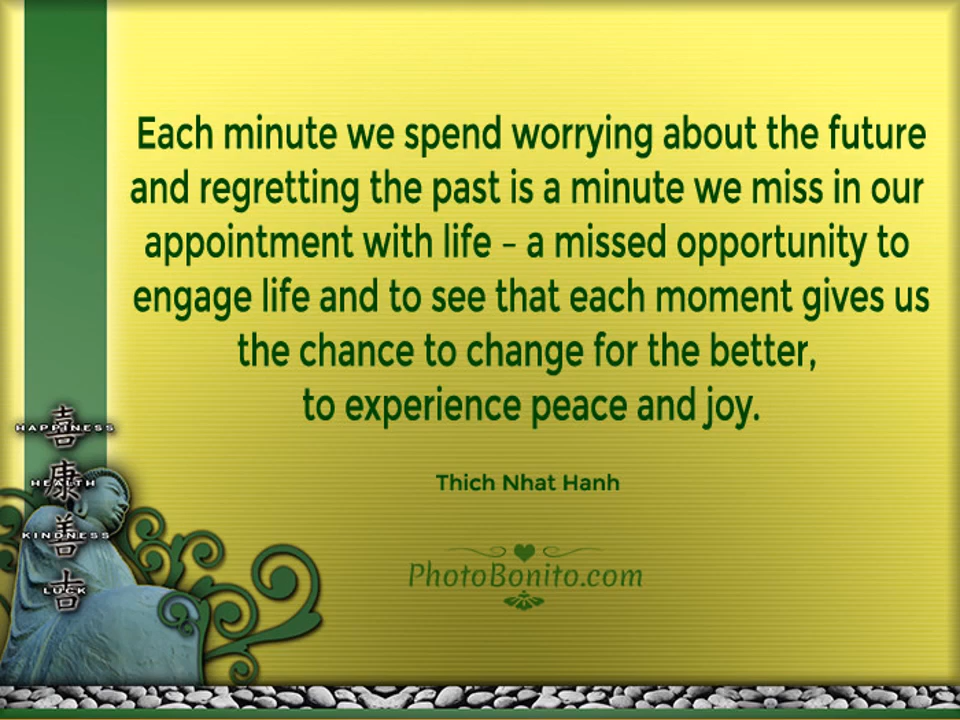 Each minute we spend worrying about the future
and regretting the past is a minute we miss in our
appointment with life – a missed opportunity to
engage life and to see that each moment gives us
the chance to change for the better,
to experience peace and joy.
Thich Nhat Hanh
PhotoBonito.com
喜
HAPPINESS
康
HEALTH
善
KINDNESS
吉
LUCK